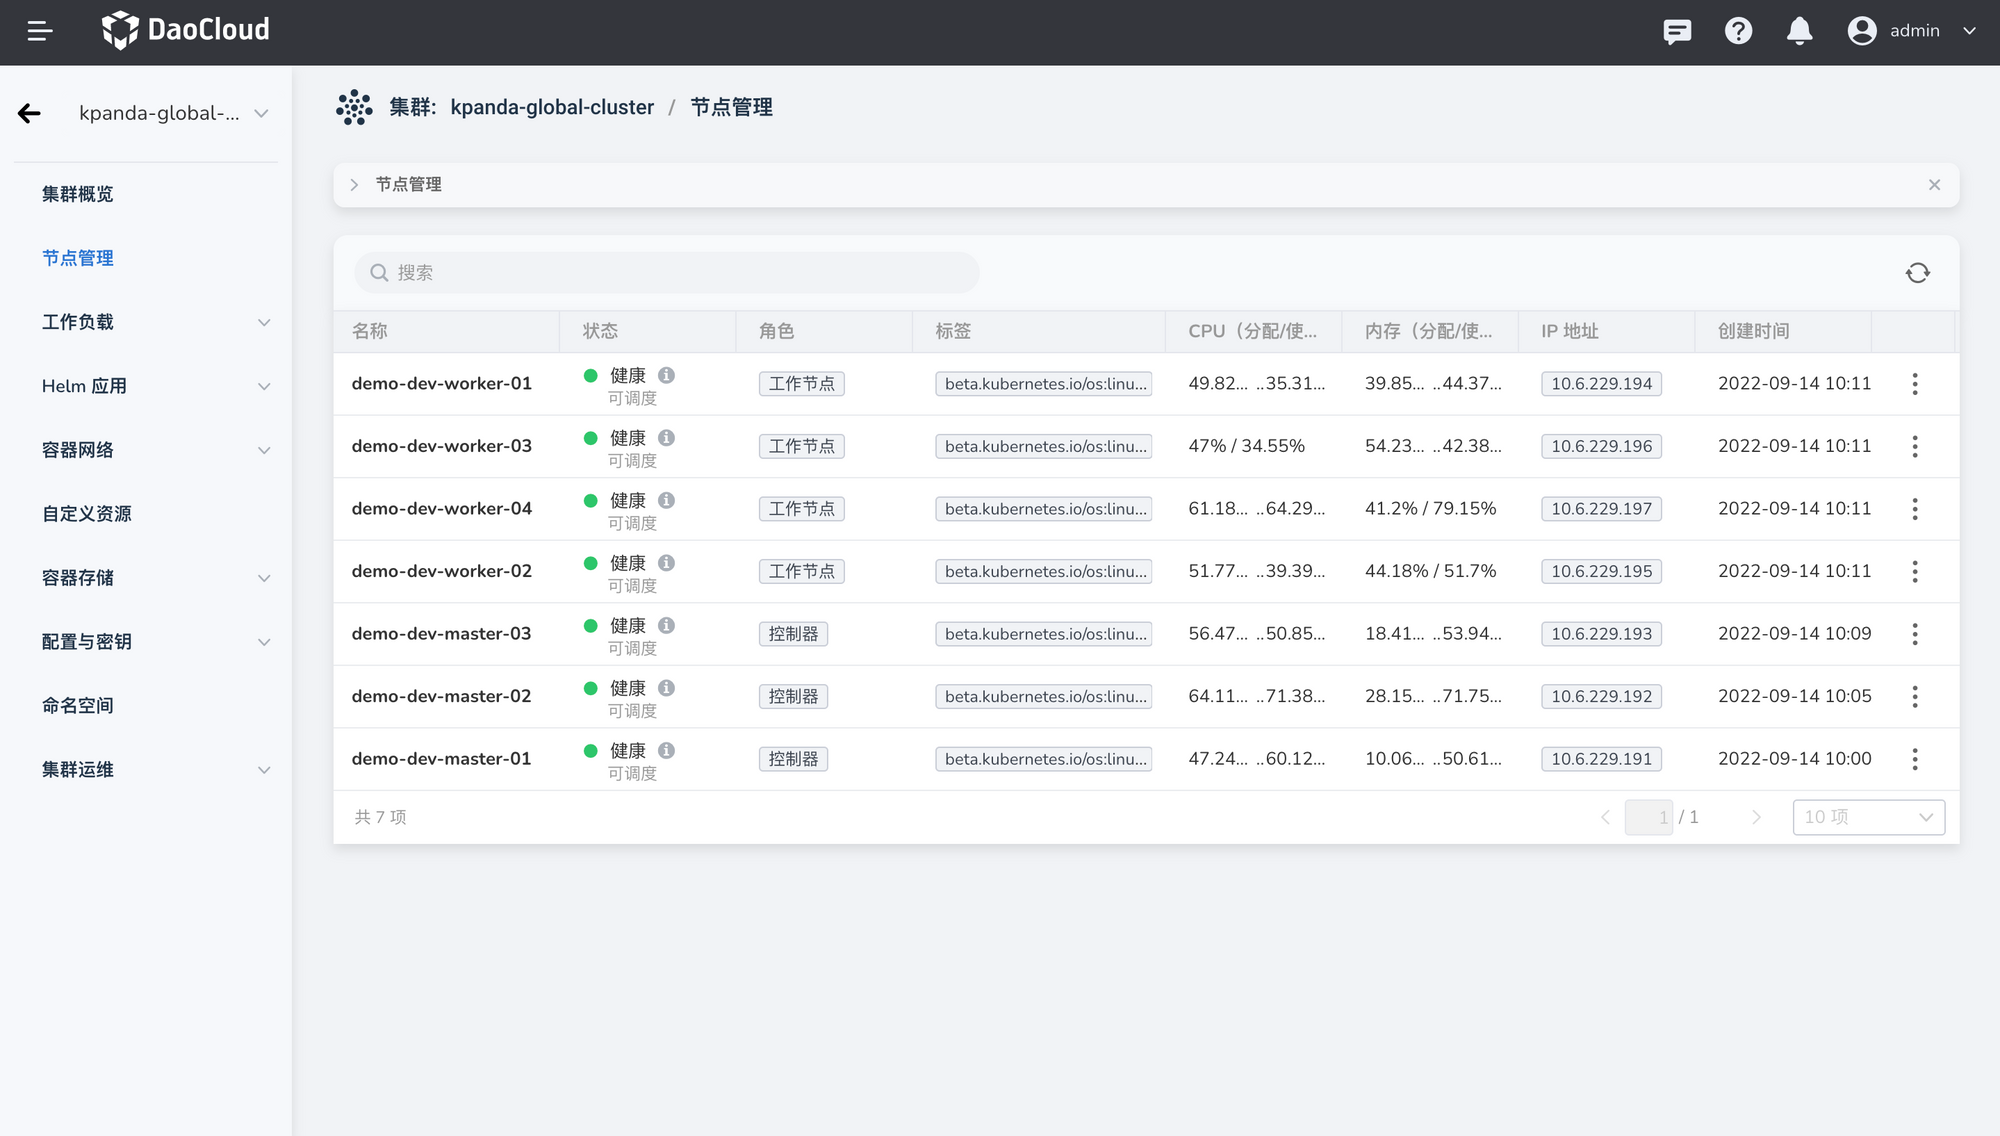 DaoCloud
admin
kpanda-global-...
集群: kpanda-global-cluster / 节点管理
集群概览
节点管理
工作负载
Helm 应用
容器网络
自定义资源
容器存储
配置与密钥
命名空间
集群运维
节点管理
搜索
名称 状态 角色 标签 CPU（分配/使... 内存（分配/使... IP 地址 创建时间
demo-dev-worker-01 健康 可调度 工作节点 beta.kubernetes.io/os:linu... 49.82... ..35.31... 39.85... ..44.37... 10.6.229.194 2022-09-14 10:11
demo-dev-worker-03 健康 可调度 工作节点 beta.kubernetes.io/os:linu... 47% / 34.55% 54.23... ..42.38... 10.6.229.196 2022-09-14 10:11
demo-dev-worker-04 健康 可调度 工作节点 beta.kubernetes.io/os:linu... 61.18... ..64.29... 41.2% / 79.15% 10.6.229.197 2022-09-14 10:11
demo-dev-worker-02 健康 可调度 工作节点 beta.kubernetes.io/os:linu... 51.77... ..39.39... 44.18% / 51.7% 10.6.229.195 2022-09-14 10:11
demo-dev-master-03 健康 可调度 控制器 beta.kubernetes.io/os:linu... 56.47... ..50.85... 18.41... ..53.94... 10.6.229.193 2022-09-14 10:09
demo-dev-master-02 健康 可调度 控制器 beta.kubernetes.io/os:linu... 64.11... ..71.38... 28.15... ..71.75... 10.6.229.192 2022-09-14 10:05
demo-dev-master-01 健康 可调度 控制器 beta.kubernetes.io/os:linu... 47.24... ..60.12... 10.06... ..50.61... 10.6.229.191 2022-09-14 10:00
共 7 项 1 / 1 10 项